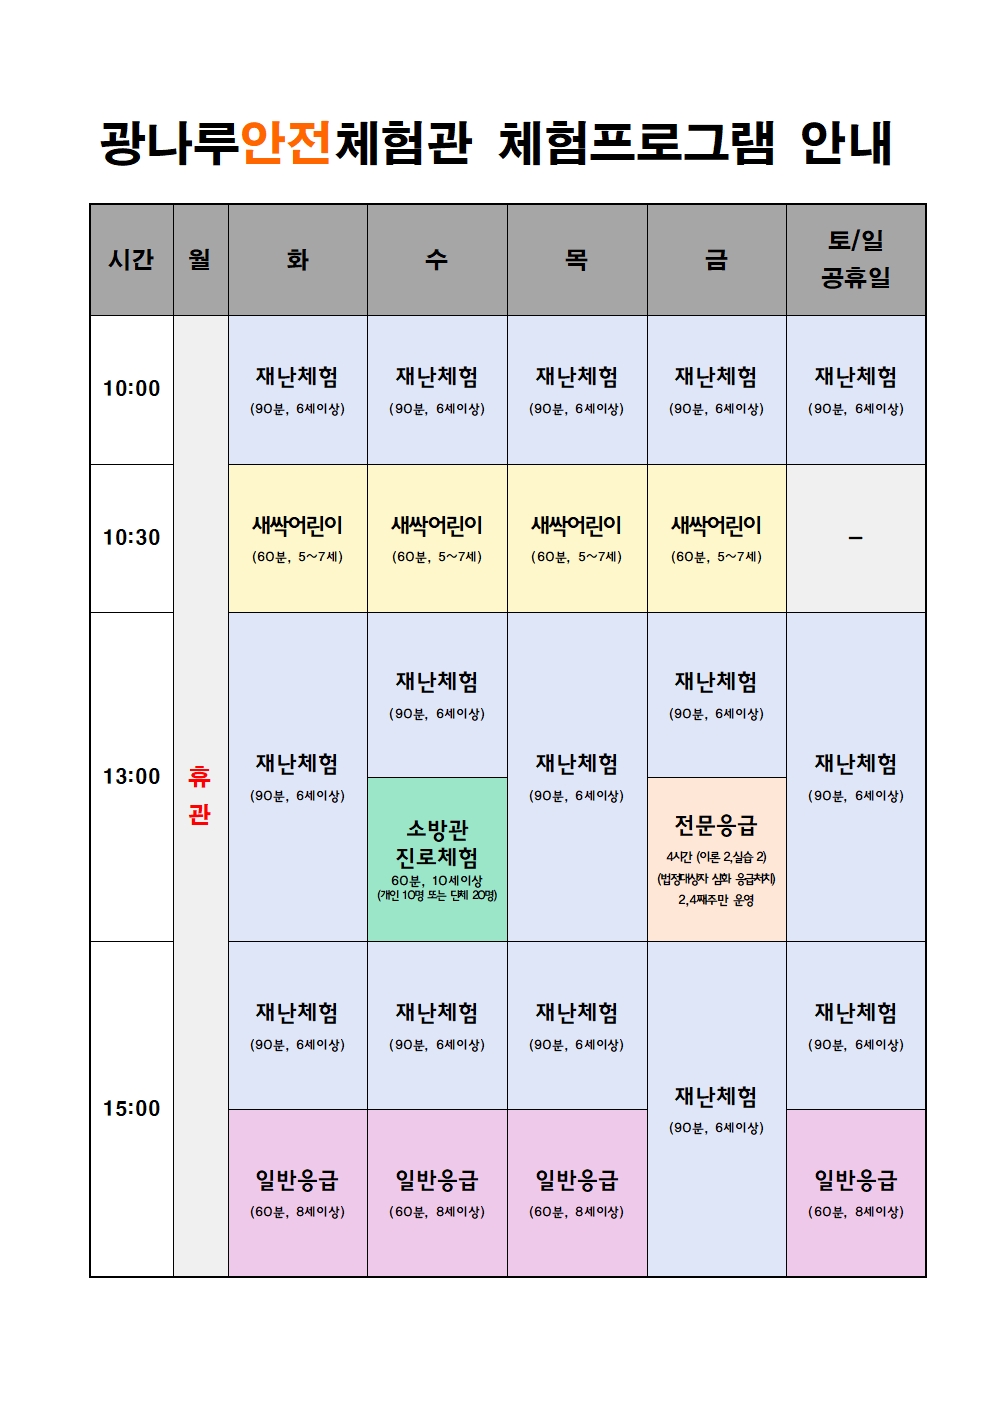 광나루안전체험관 체험프로그램 안내
시간 월 화 수 목 금 토/일
공휴일
10:00 재난체험 재난체험 재난체험 재난체험 재난체험
(90분, 6세이상) (90분, 6세이상) (90분, 6세이상) (90분, 6세이상) (90분, 6세이상)
10:30 새싹어린이 새싹어린이 새싹어린이 새싹어린이 –
(60분, 5~7세) (60분, 5~7세) (60분, 5~7세) (60분, 5~7세)
휴
관
13:00 재난체험
(90분, 6세이상)
재난체험
(90분, 6세이상)
소방관
진로체험
60분, 10세이상
(개인 10명 또는 단체 20명)
재난체험
(90분, 6세이상)
재난체험
(90분, 6세이상)
전문응급
4시간 (이론 2,실습 2)
(법정대상자 심화 응급처치)
2,4째주만 운영
재난체험
(90분, 6세이상)
15:00 재난체험
(90분, 6세이상)
일반응급
(60분, 8세이상)
재난체험
(90분, 6세이상)
일반응급
(60분, 8세이상)
재난체험
(90분, 6세이상)
일반응급
(60분, 8세이상)
재난체험
(90분, 6세이상)
재난체험
(90분, 6세이상)
일반응급
(60분, 8세이상)